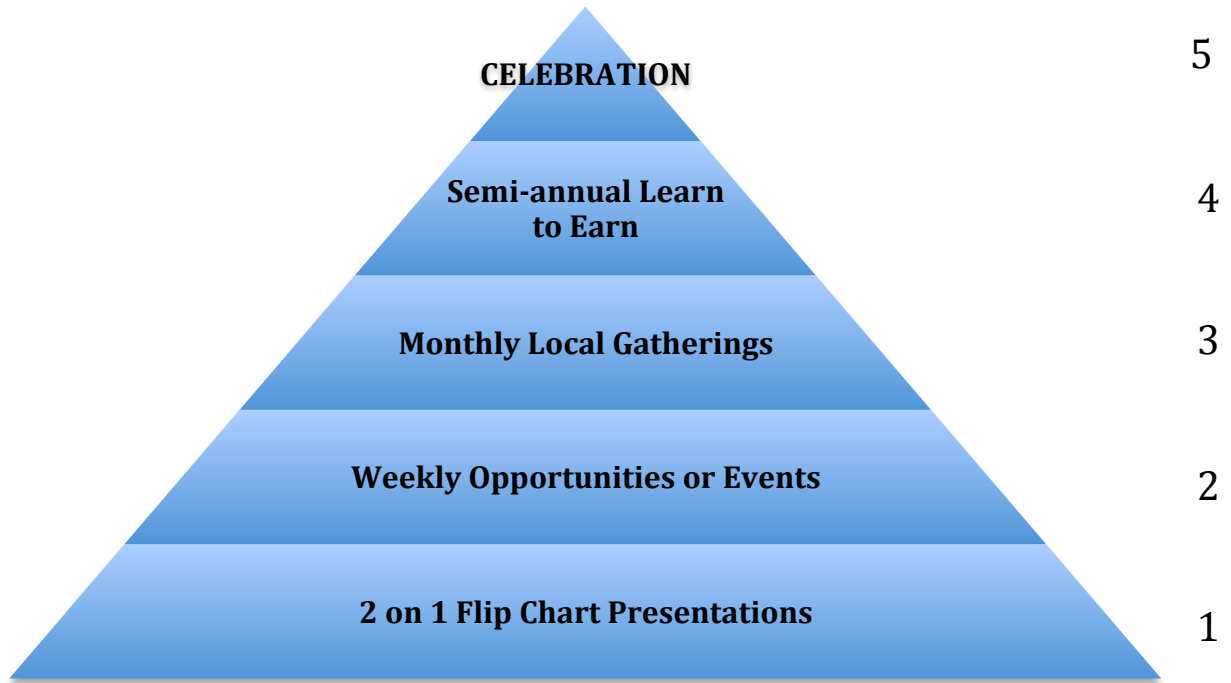 CELEBRATION
5
Semi-annual Learn
to Earn
4
Monthly Local Gatherings
3
Weekly Opportunities or Events
2
2 on 1 Flip Chart Presentations
1